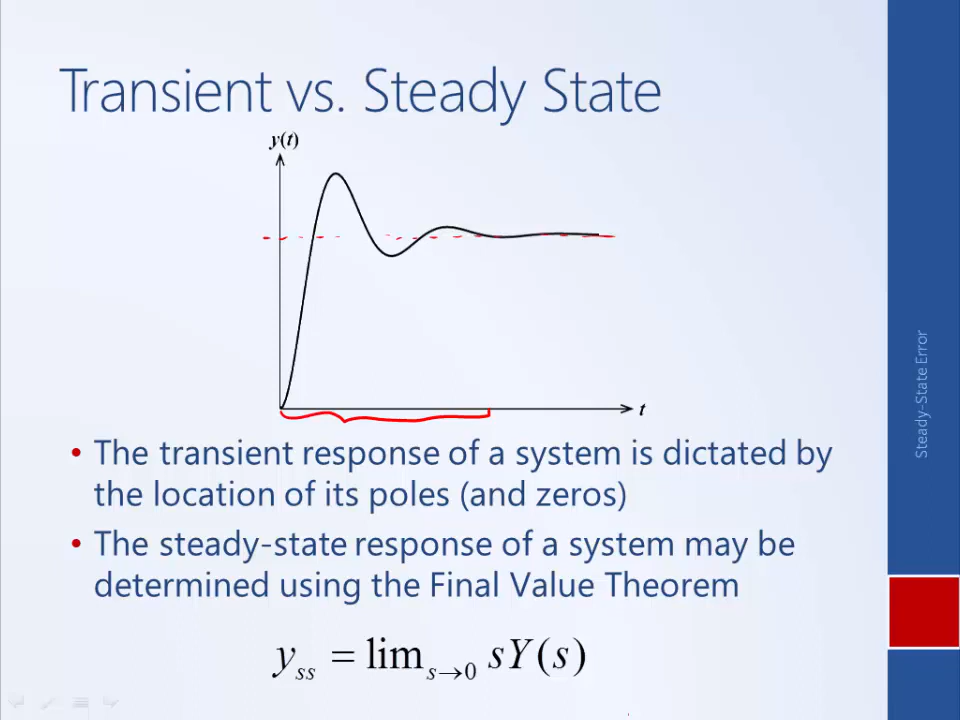 Transient vs. Steady State
y(t)
t
• The transient response of a system is dictated by
the location of its poles (and zeros)
• The steady-state response of a system may be
determined using the Final Value Theorem
y_ss = lim_{s→0} sY(s)
Steady-State Error